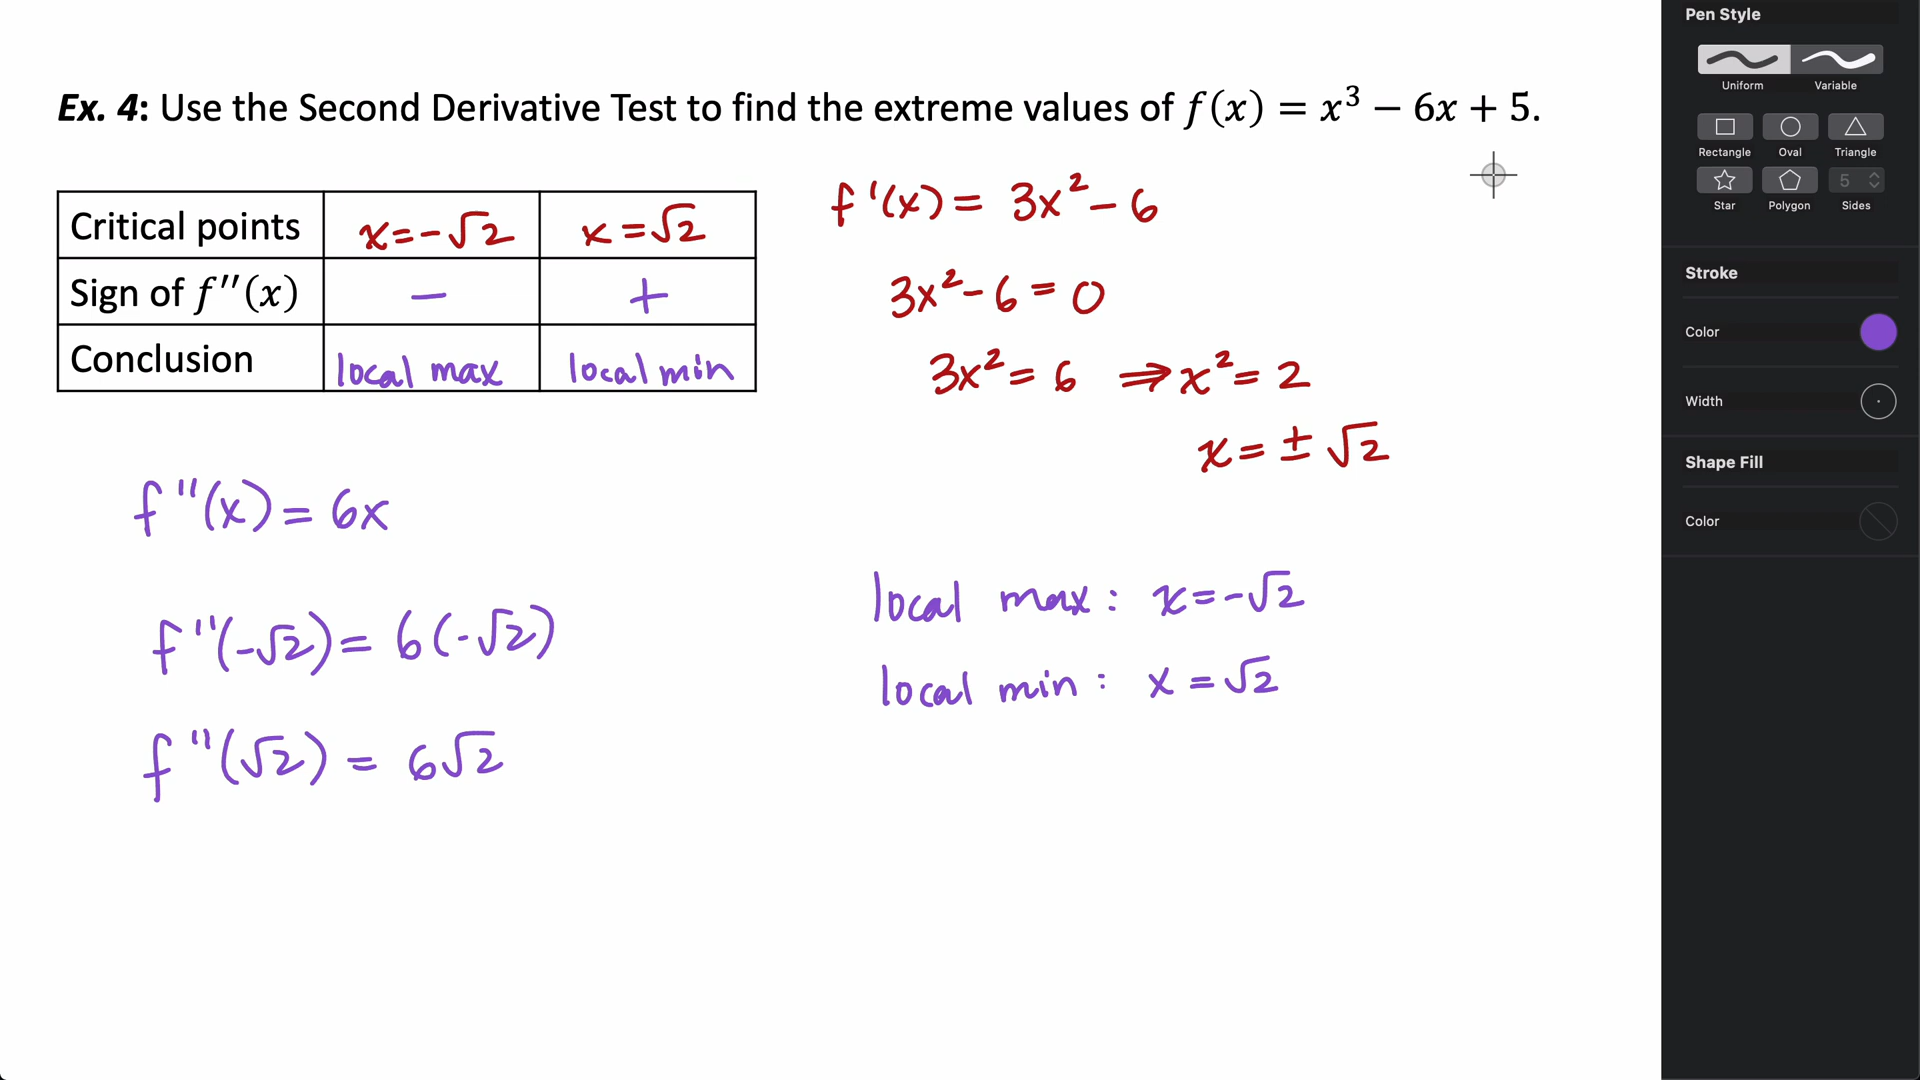 Ex. 4: Use the Second Derivative Test to find the extreme values of f(x) = x³ − 6x + 5.
Critical points x=-√2 x=√2
Sign of f″(x) − +
Conclusion local max local min
f'(x) = 3x² − 6
3x² − 6 = 0
3x² = 6 ⇒ x² = 2
x = ± √2
f''(x) = 6x
f''(-√2) = 6(-√2)
f''(√2) = 6√2
local max : x=-√2
local min : x = √2
Pen Style
Uniform Variable
Rectangle Oval Triangle
5
Star Polygon Sides
Stroke
Color
Width
Shape Fill
Color